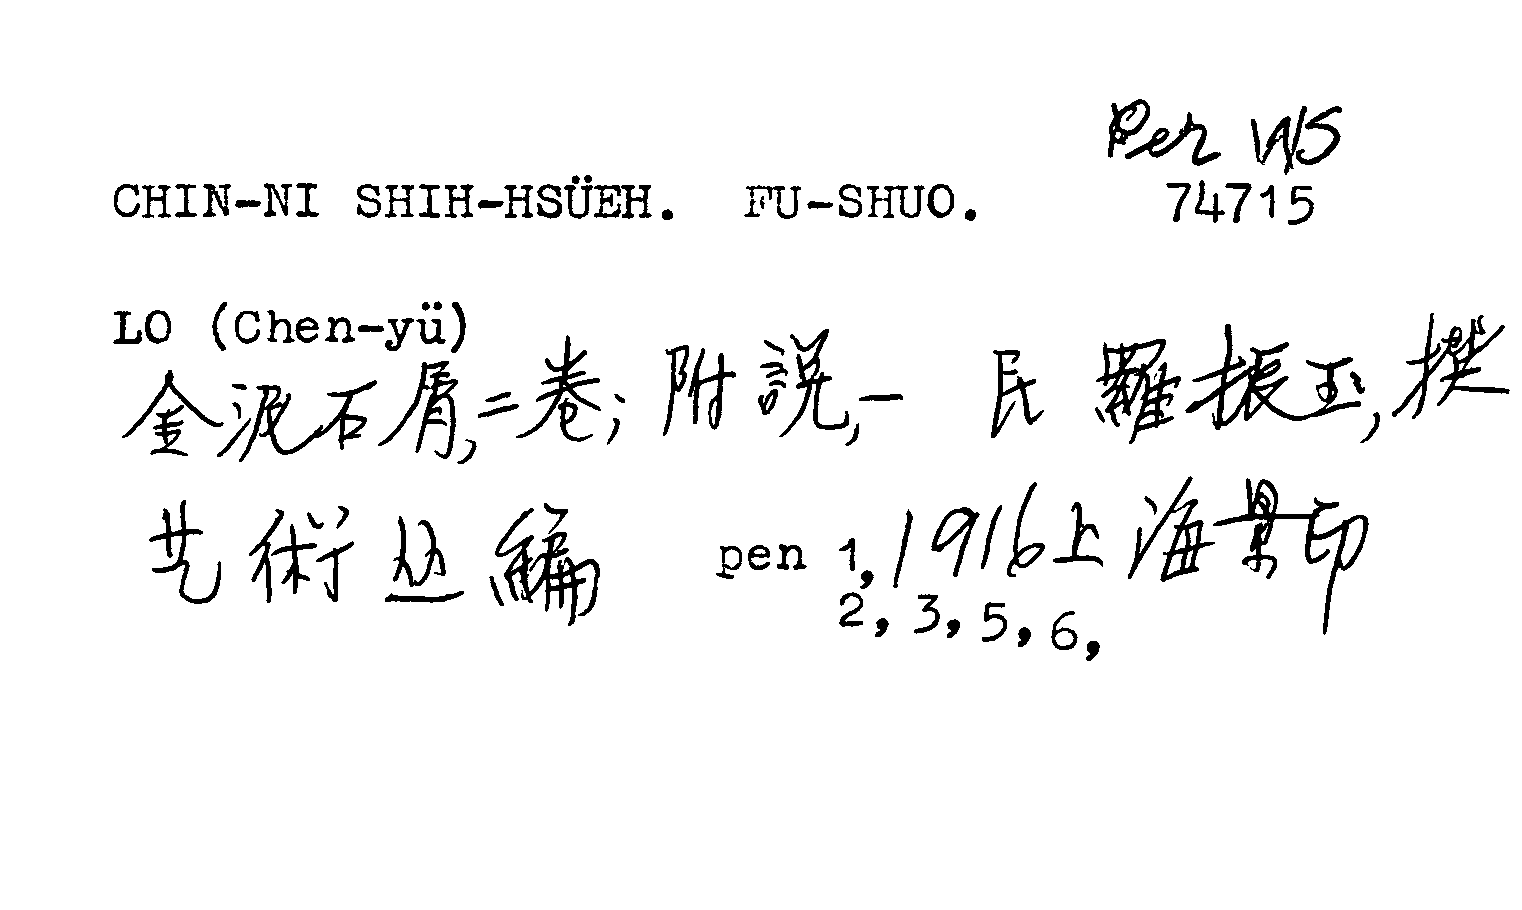 Per WS
CHIN-NI SHIH-HSÜEH. FU-SHUO. 74715
LO (Chen-yü)
金泥石屑,二卷;附説,一 民 羅振玉,撰
艺術丛編 pen 1,1916上海景印
2,3,5,6,